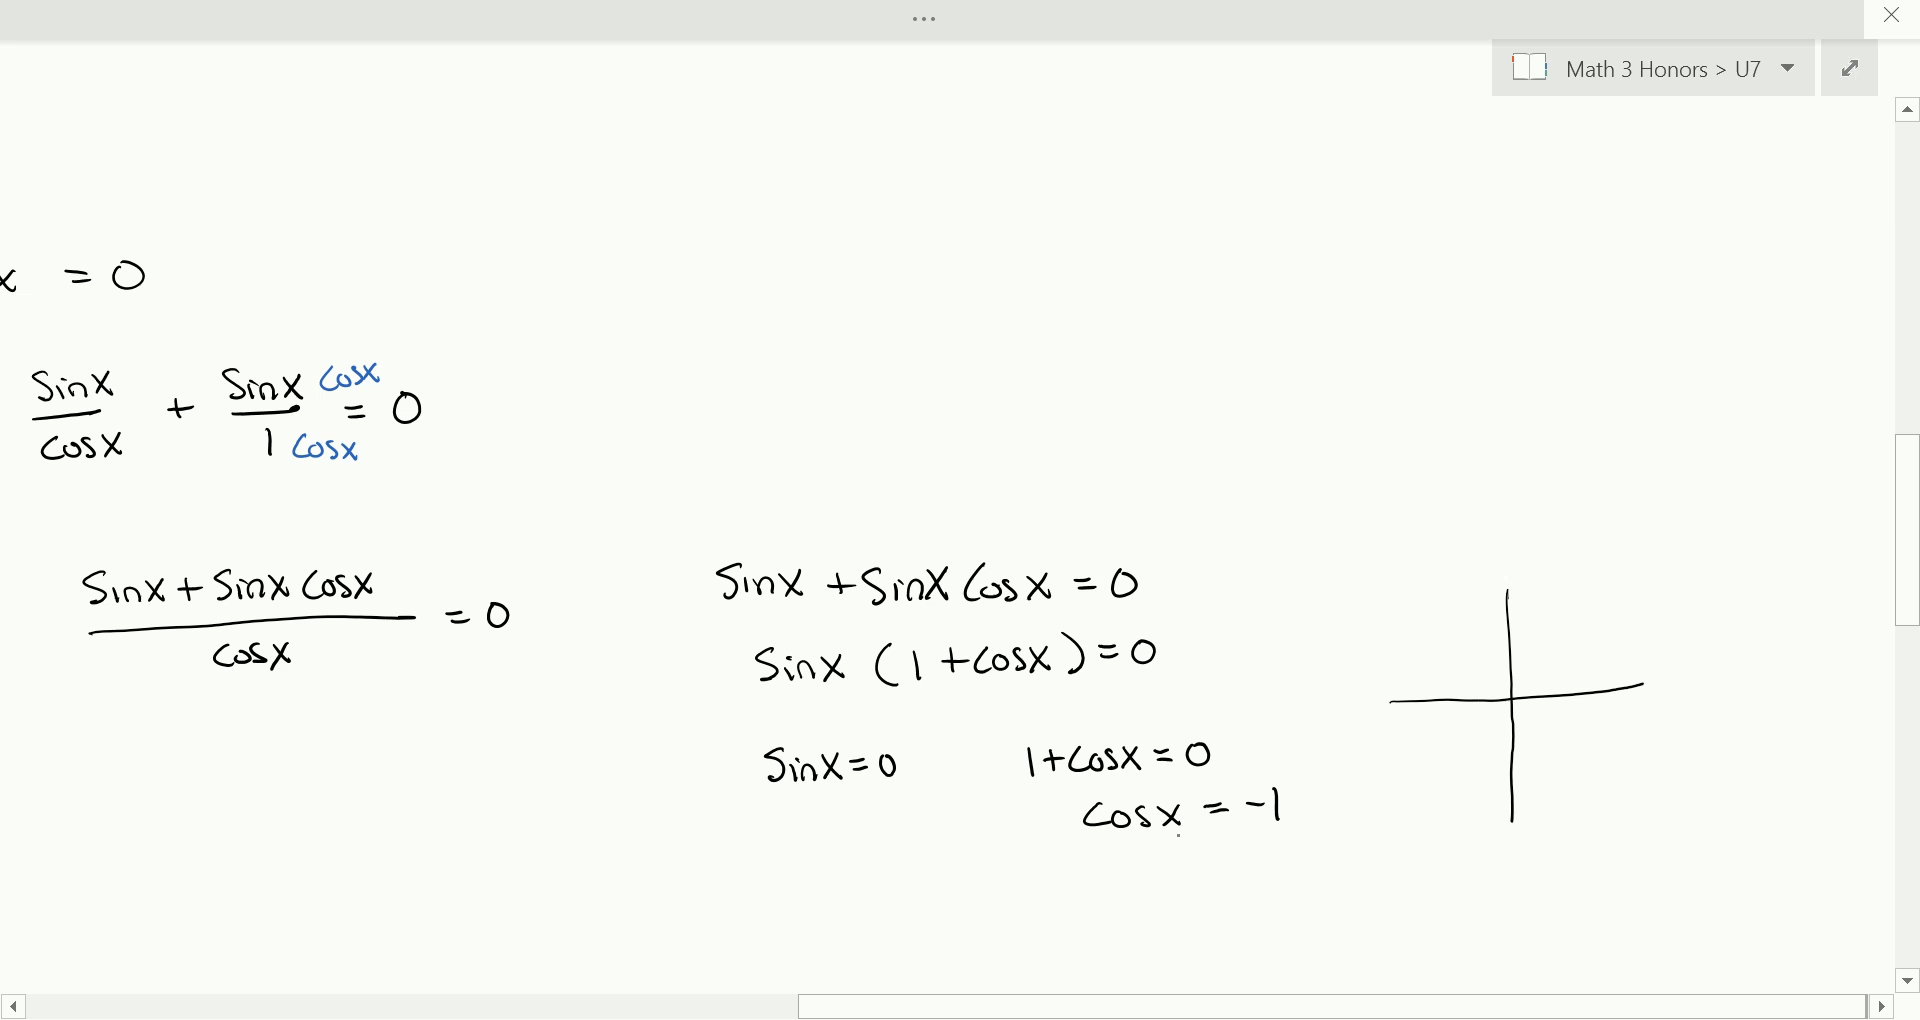 ...
Math 3 Honors > U7
x = 0
sinx/cosx + sinx cosx/1 cosx = 0
(sinx + sinx cosx)/cosx = 0
sinx + sinx cosx = 0
sinx (1 + cosx) = 0
sinx = 0
1 + cosx = 0
cosx = -1